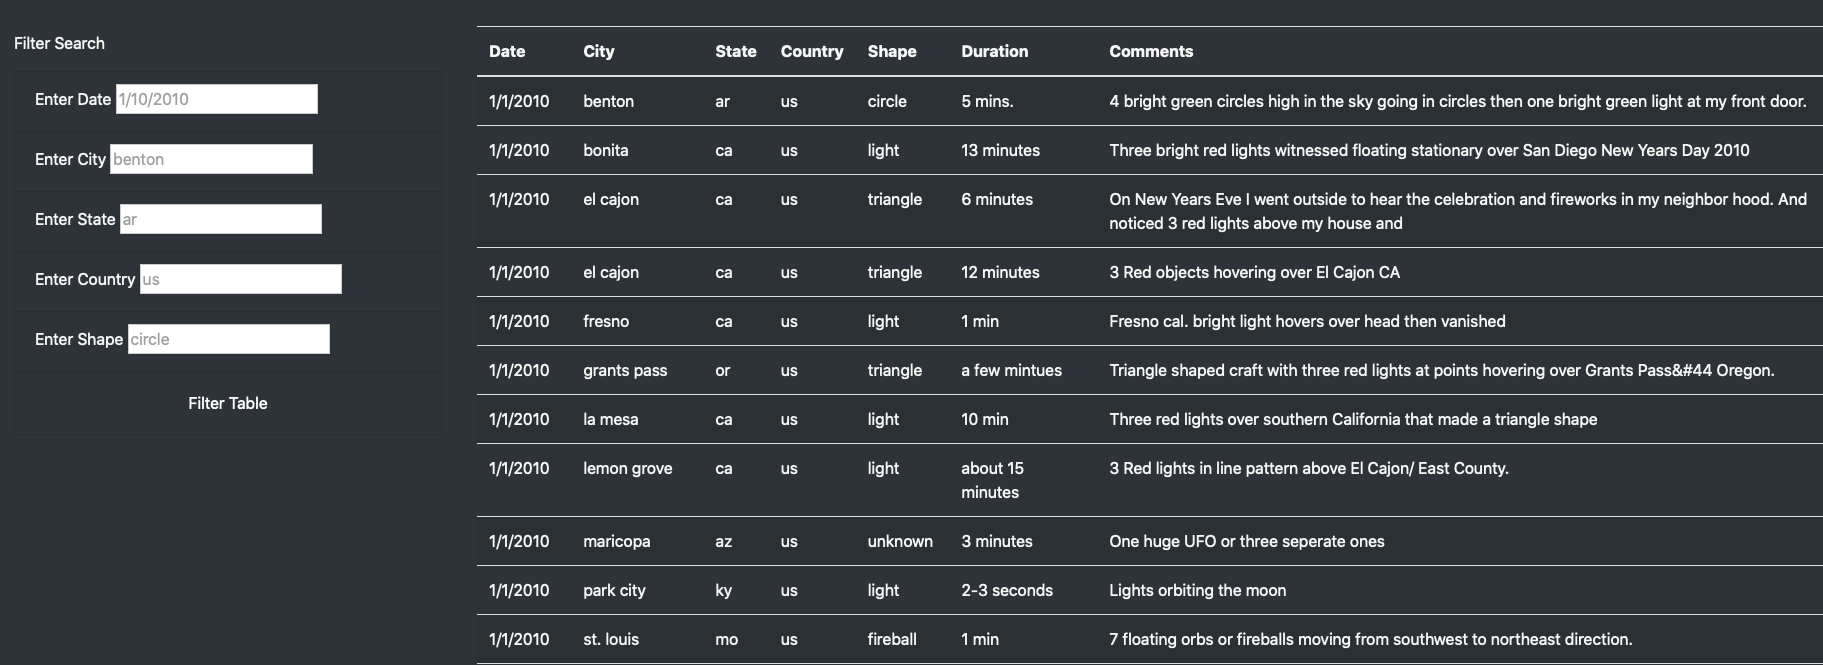 Filter Search
Enter Date 1/10/2010
Enter City benton
Enter State ar
Enter Country us
Enter Shape circle
Filter Table
Date City State Country Shape Duration Comments
1/1/2010 benton ar us circle 5 mins. 4 bright green circles high in the sky going in circles then one bright green light at my front door.
1/1/2010 bonita ca us light 13 minutes Three bright red lights witnessed floating stationary over San Diego New Years Day 2010
1/1/2010 el cajon ca us triangle 6 minutes On New Years Eve I went outside to hear the celebration and fireworks in my neighbor hood. And
noticed 3 red lights above my house and
1/1/2010 el cajon ca us triangle 12 minutes 3 Red objects hovering over El Cajon CA
1/1/2010 fresno ca us light 1 min Fresno cal. bright light hovers over head then vanished
1/1/2010 grants pass or us triangle a few mintues Triangle shaped craft with three red lights at points hovering over Grants Pass&#44 Oregon.
1/1/2010 la mesa ca us light 10 min Three red lights over southern California that made a triangle shape
1/1/2010 lemon grove ca us light about 15 3 Red lights in line pattern above El Cajon/ East County.
minutes
1/1/2010 maricopa az us unknown 3 minutes One huge UFO or three seperate ones
1/1/2010 park city ky us light 2-3 seconds Lights orbiting the moon
1/1/2010 st. louis mo us fireball 1 min 7 floating orbs or fireballs moving from southwest to northeast direction.